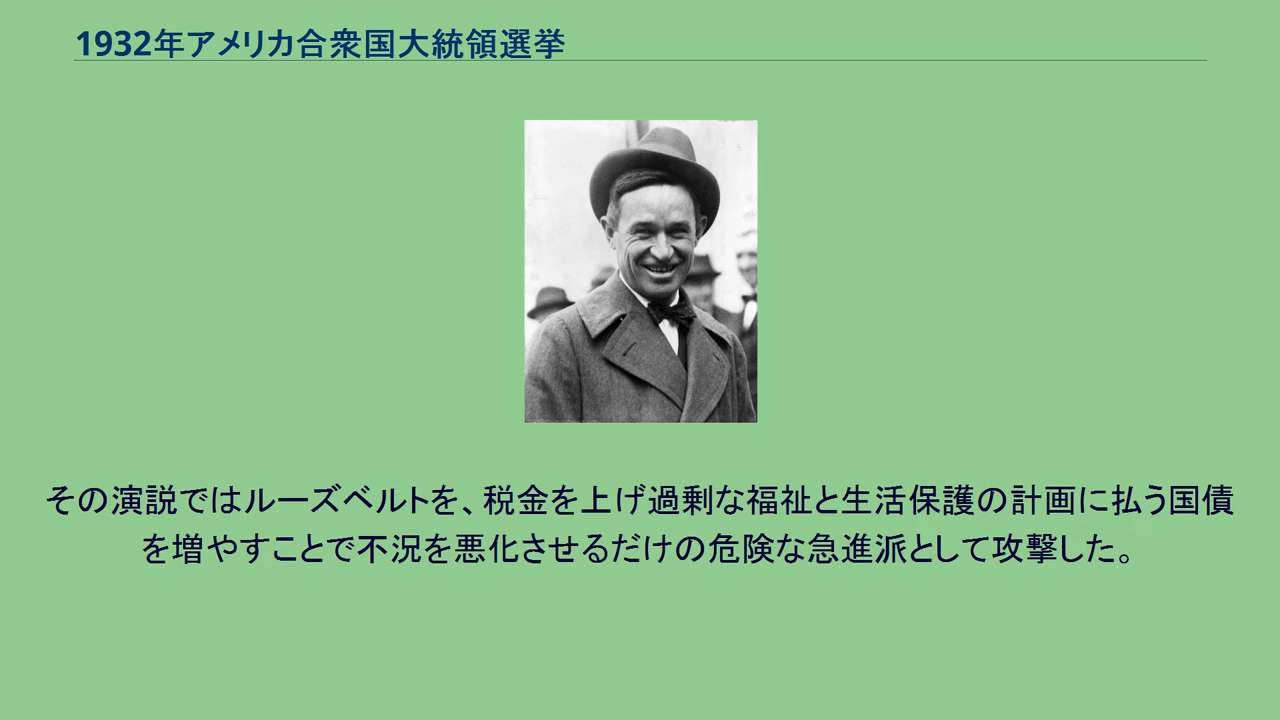 1932年アメリカ合衆国大統領選挙
その演説ではルーズベルトを、税金を上げ過剰な福祉と生活保護の計画に払う国債
を増やすことで不況を悪化させるだけの危険な急進派として攻撃した。